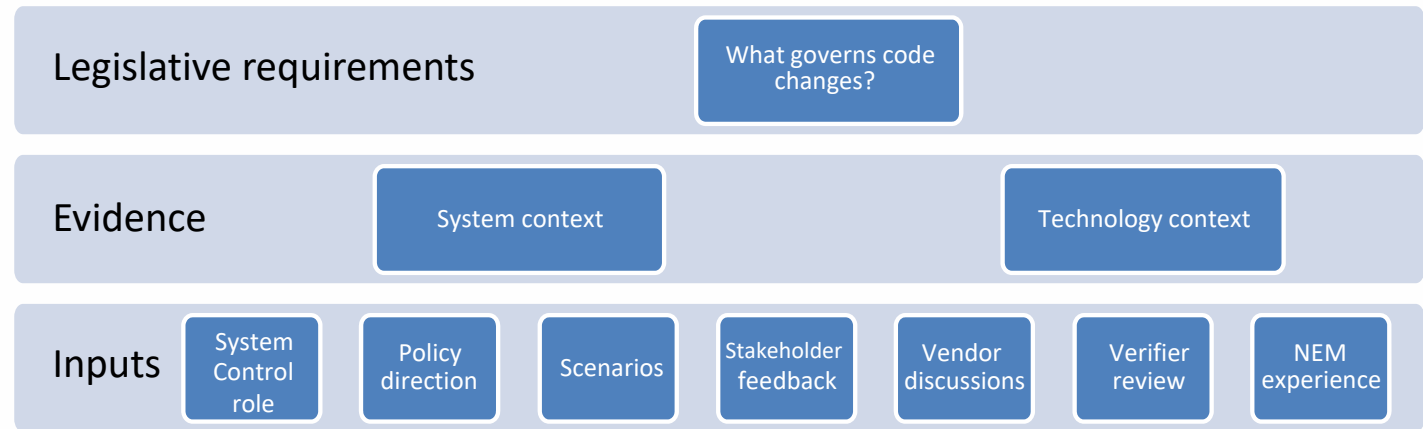 Legislative requirements
What governs code
changes?
Evidence
System context
Technology context
Inputs
System
Control
role
Policy
direction
Scenarios
Stakeholder
feedback
Vendor
discussions
Verifier
review
NEM
experience